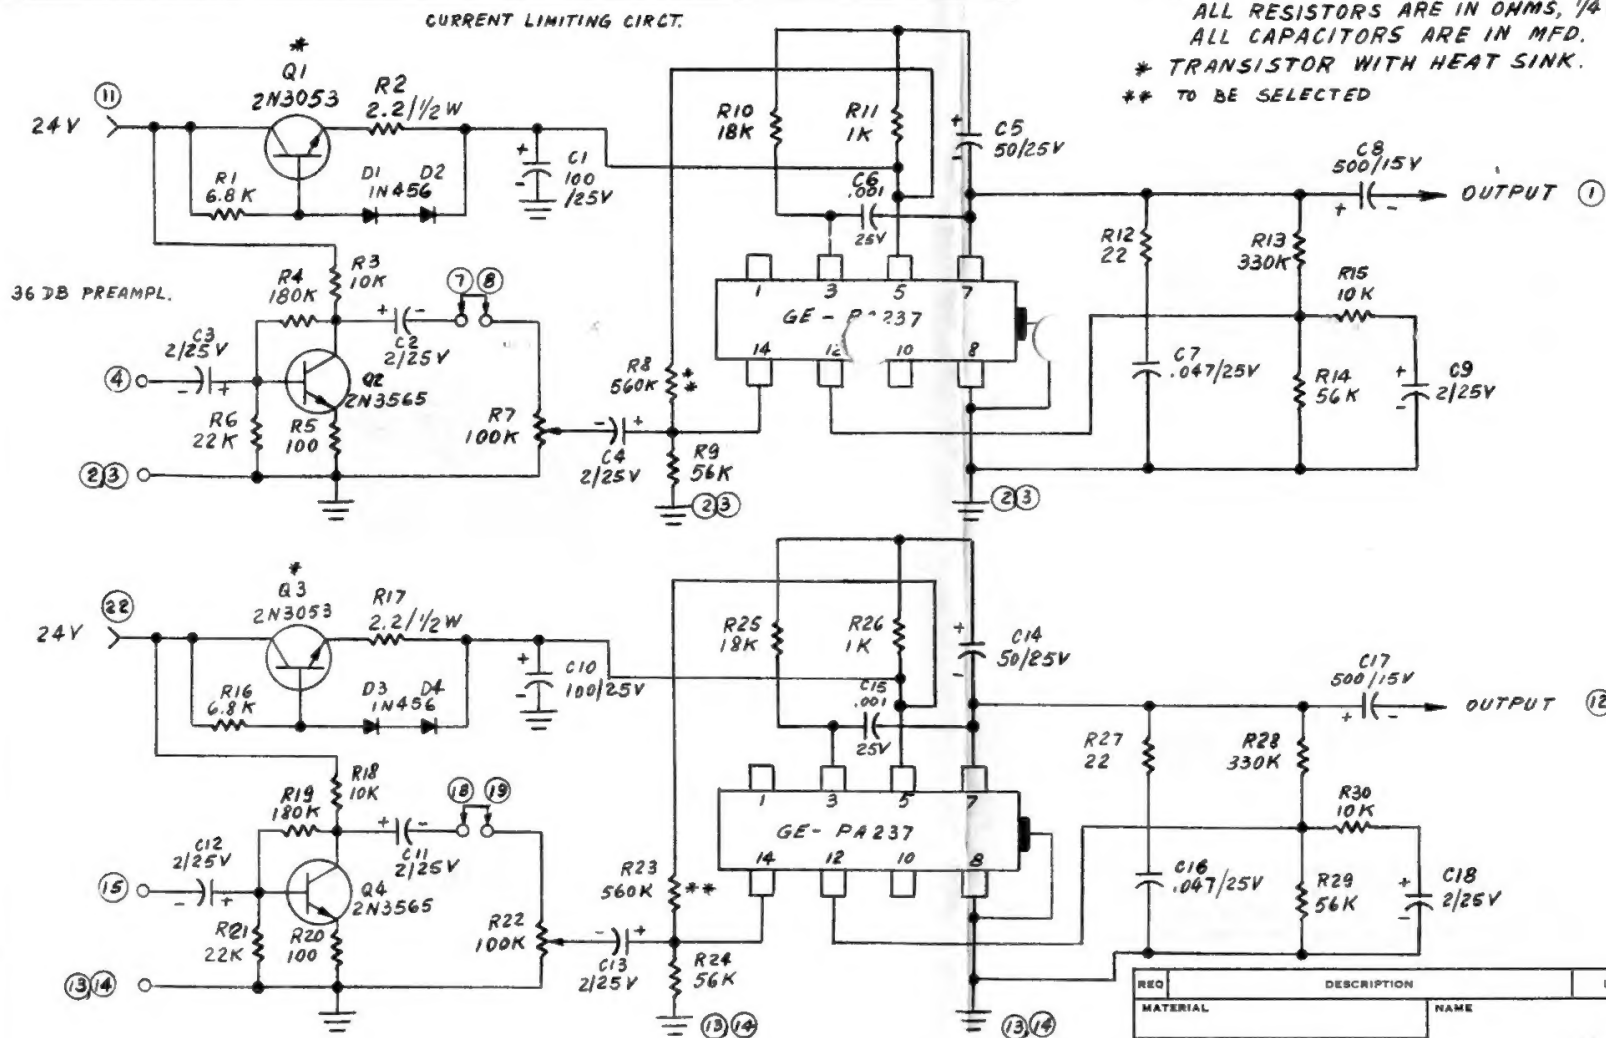 CURRENT LIMITING CIRCT.
ALL RESISTORS ARE IN OHMS, 1/4
ALL CAPACITORS ARE IN MFD.
* TRANSISTOR WITH HEAT SINK.
** TO BE SELECTED
*
Q1
2N3053
R2
2.2/1/2W
11
24V
R1
6.8K
D1 D2
1N456
+
-
C1
100
/25V
R10
18K
R11
1K
+
-
C5
50/25V
C6
.001
25V
C8
500/15V
+ -
OUTPUT 1
36 DB PREAMPL.
R4
180K
R3
10K
+ -
C2
2/25V
7 8
C3
2/25V
- +
4
Q2
2N3565
R6
22K
R5
100
2,3
R7
100K
- +
C4
2/25V
R8
560K
**
R9
56K
2,3
1 3 5 7
GE-PA237
14 12 10 8
2,3
R12
22
R13
330K
R15
10K
C7
.047/25V
R14
56K
+
-
C9
2/25V
*
Q3
2N3053
R17
2.2/1/2W
22
24V
R16
6.8K
D3 D4
1N456
+
-
C10
100/25V
R25
18K
R26
1K
+
-
C14
50/25V
C15
.001
25V
C17
500/15V
+ -
OUTPUT 12
R19
180K
R18
10K
+ -
C11
2/25V
18 19
C12
2/25V
- +
15
Q4
2N3565
R21
22K
R20
100
13,14
R22
100K
- +
C13
2/25V
R23
560K
**
R24
56K
13,14
1 3 5 7
GE-PA237
14 12 10 8
13,14
R27
22
R28
330K
R30
10K
C16
.047/25V
R29
56K
+
-
C18
2/25V
REQ DESCRIPTION
MATERIAL NAME